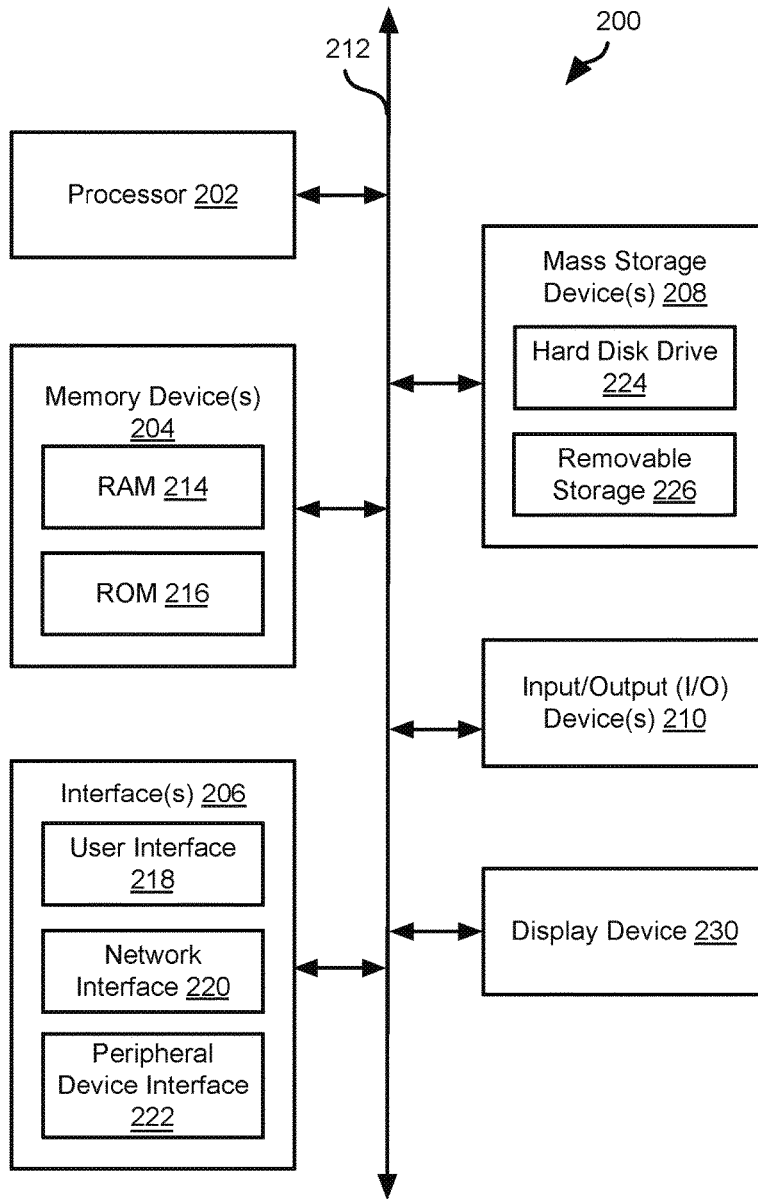 200
212
Processor 202
Mass Storage
Device(s) 208
Hard Disk Drive
224
Removable
Storage 226
Memory Device(s)
204
RAM 214
ROM 216
Input/Output (I/O)
Device(s) 210
Interface(s) 206
User Interface
218
Network
Interface 220
Peripheral
Device Interface
222
Display Device 230